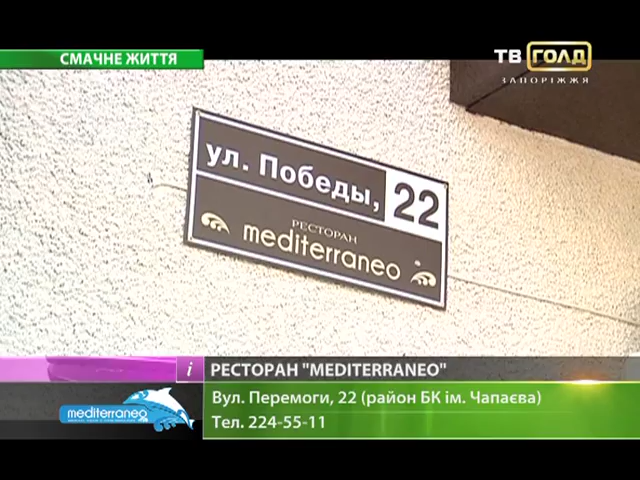 СМАЧНЕ ЖИТТЯ
ТВ ГОЛД
ЗАПОРІЖЖЯ
ул. Победы, 22
РЕСТОРАН
mediterraneo
i РЕСТОРАН "MEDITERRANEO"
Вул. Перемоги, 22 (район БК ім. Чапаєва)
Тел. 224-55-11
mediterraneo